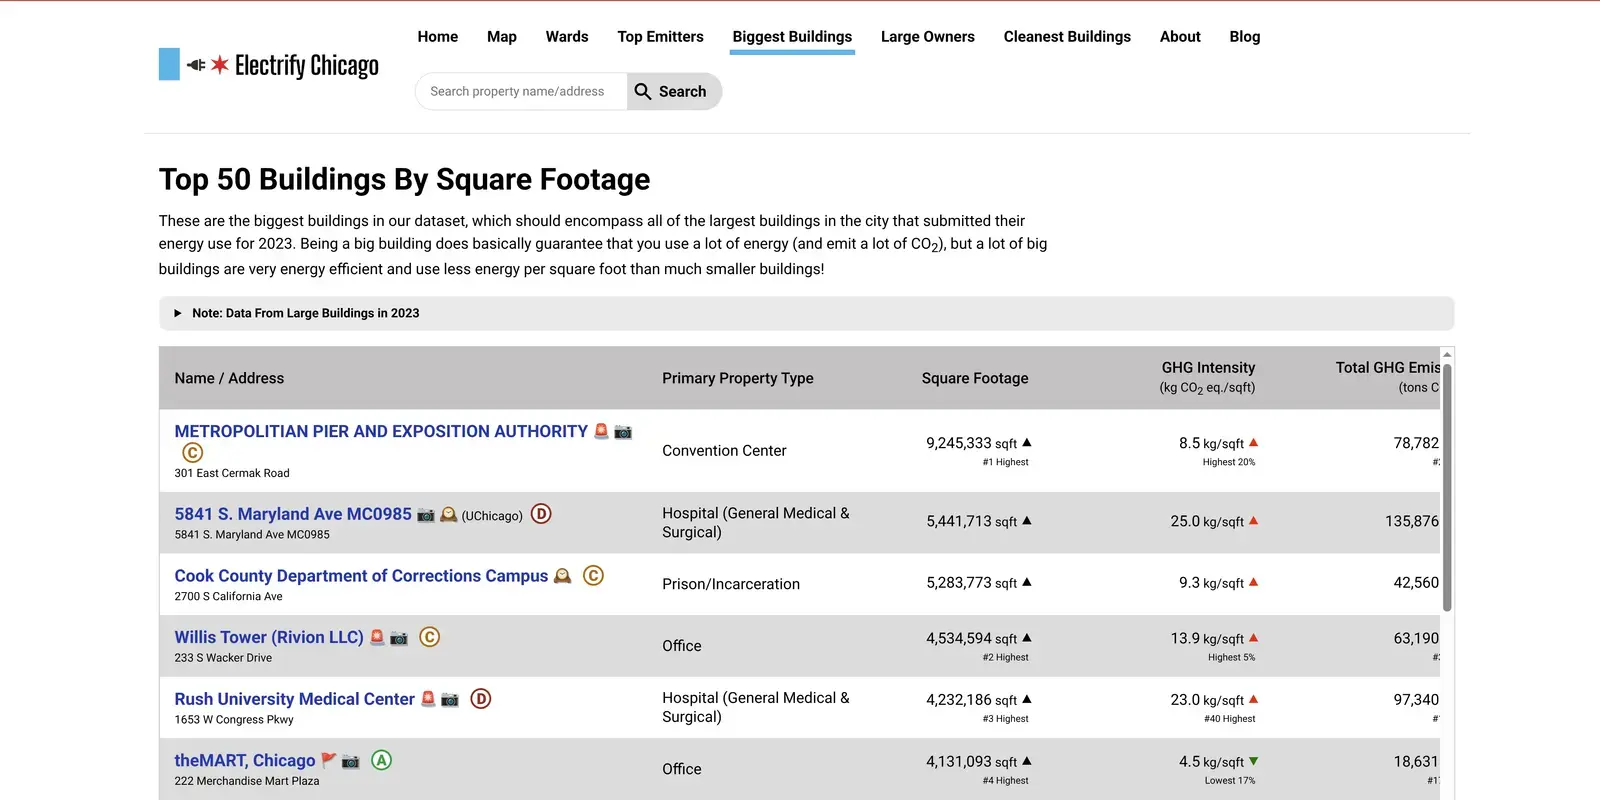 Electrify Chicago
Home Map Wards Top Emitters Biggest Buildings Large Owners Cleanest Buildings About Blog
Search property name/address Search
Top 50 Buildings By Square Footage
These are the biggest buildings in our dataset, which should encompass all of the largest buildings in the city that submitted their
energy use for 2023. Being a big building does basically guarantee that you use a lot of energy (and emit a lot of CO2), but a lot of big
buildings are very energy efficient and use less energy per square foot than much smaller buildings!
Note: Data From Large Buildings in 2023
Name / Address Primary Property Type Square Footage GHG Intensity (kg CO2 eq./sqft) Total GHG Emis (tons C
METROPOLITIAN PIER AND EXPOSITION AUTHORITY
C
301 East Cermak Road
Convention Center
9,245,333 sqft
#1 Highest
8.5 kg/sqft
Highest 20%
78,782
5841 S. Maryland Ave MC0985 (UChicago) D
5841 S. Maryland Ave MC0985
Hospital (General Medical &
Surgical)
5,441,713 sqft
25.0 kg/sqft
135,876
Cook County Department of Corrections Campus C
2700 S California Ave
Prison/Incarceration
5,283,773 sqft
9.3 kg/sqft
42,560
Willis Tower (Rivion LLC) C
233 S Wacker Drive
Office
4,534,594 sqft
#2 Highest
13.9 kg/sqft
Highest 5%
63,190
Rush University Medical Center D
1653 W Congress Pkwy
Hospital (General Medical &
Surgical)
4,232,186 sqft
#3 Highest
23.0 kg/sqft
#40 Highest
97,340
theMART, Chicago A
222 Merchandise Mart Plaza
Office
4,131,093 sqft
#4 Highest
4.5 kg/sqft
Lowest 17%
18,631